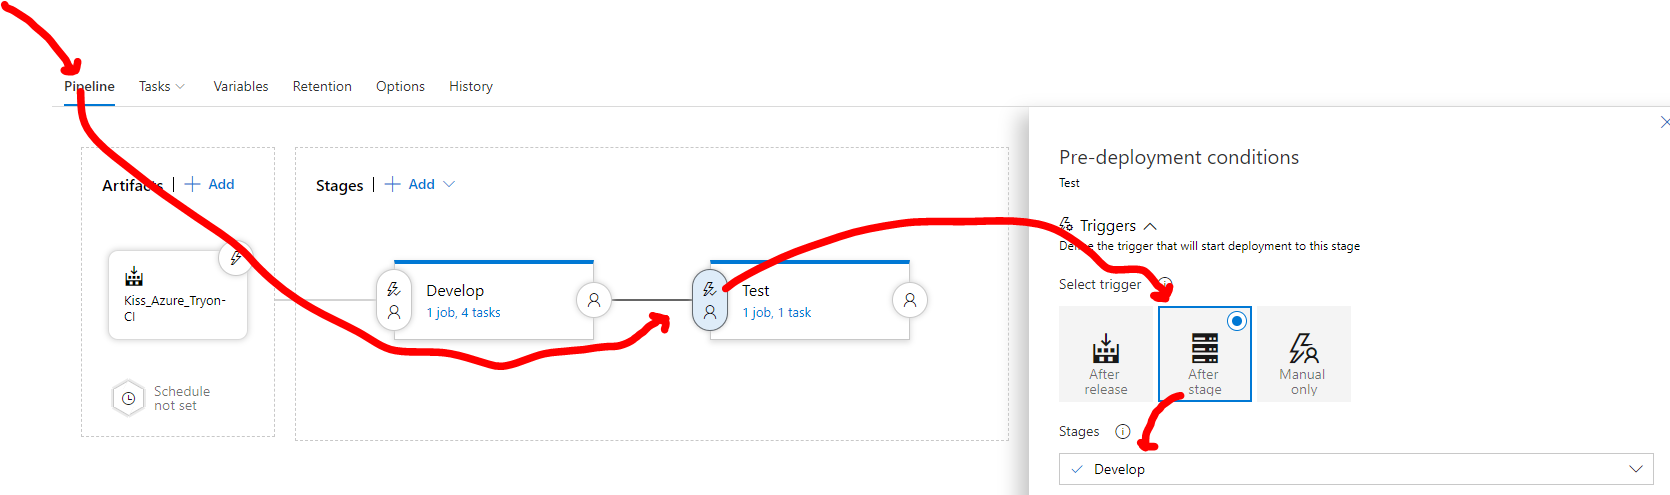 Pipeline Tasks Variables Retention Options History
Artifacts | + Add
Stages | + Add
Kiss_Azure_Tryon-
CI
Schedule
not set
Develop
1 job, 4 tasks
Test
1 job, 1 task
Pre-deployment conditions
Test
Triggers
Define the trigger that will start deployment to this stage
Select trigger
After
release
After
stage
Manual
only
Stages
Develop